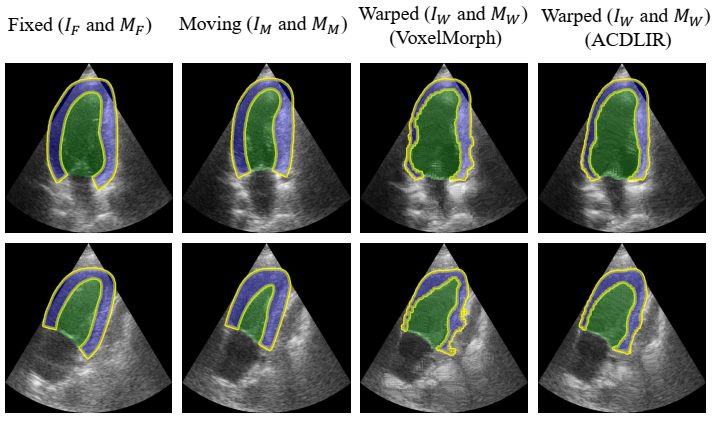 Fixed (I_F and M_F)
Moving (I_M and M_M)
Warped (I_W and M_W)
(VoxelMorph)
Warped (I_W and M_W)
(ACDLIR)